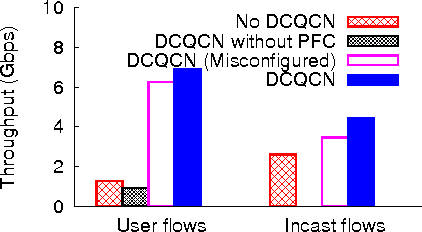 Throughput (Gbps)
10
8
6
4
2
0
No DCQCN
DCQCN without PFC
DCQCN (Misconfigured)
DCQCN
User flows
Incast flows